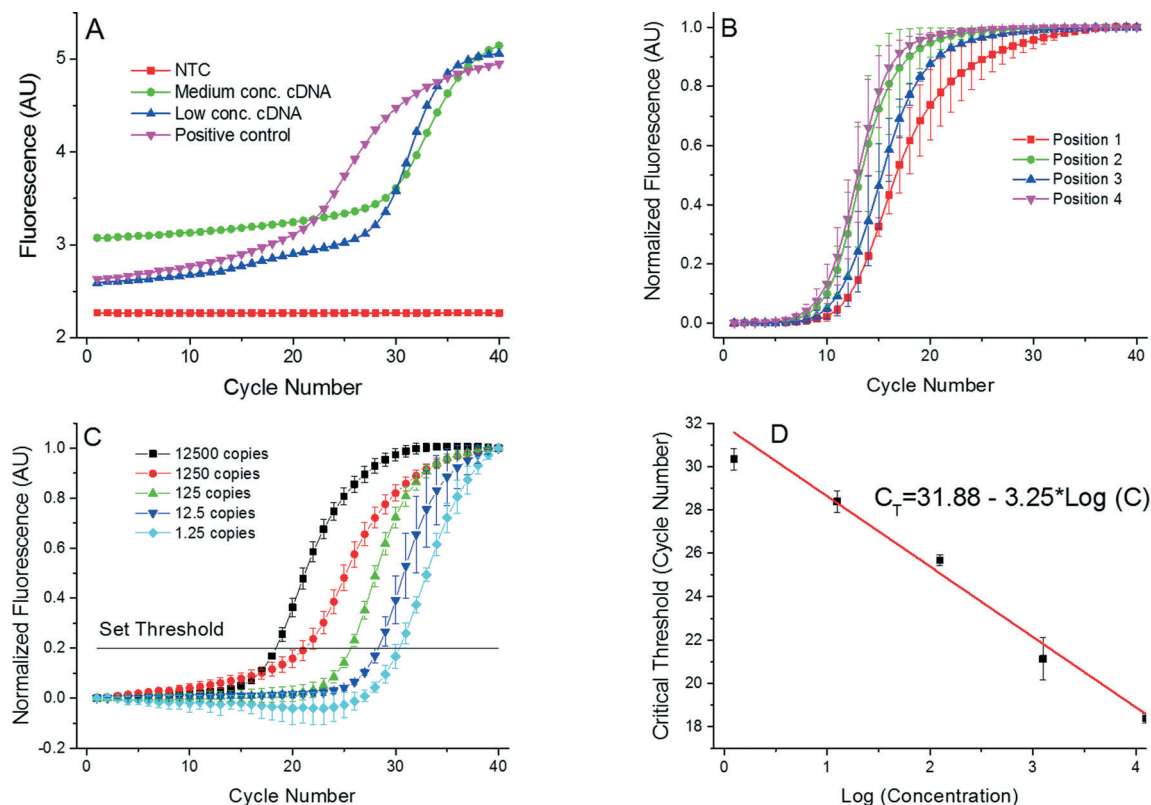 A
Fluorescence (AU)
5
4
3
2
NTC
Medium conc. cDNA
Low conc. cDNA
Positive control
0 10 20 30 40
Cycle Number
B
Normalized Fluorescence (AU)
1.0
0.8
0.6
0.4
0.2
0.0
Position 1
Position 2
Position 3
Position 4
0 10 20 30 40
Cycle Number
C
Normalized Fluorescence (AU)
1.0
0.8
0.6
0.4
0.2
0.0
-0.2
12500 copies
1250 copies
125 copies
12.5 copies
1.25 copies
Set Threshold
0 10 20 30 40
Cycle Number
D
Critical Threshold (Cycle Number)
32
30
28
26
24
22
20
18
C_T=31.88 - 3.25*Log (C)
0 1 2 3 4
Log (Concentration)